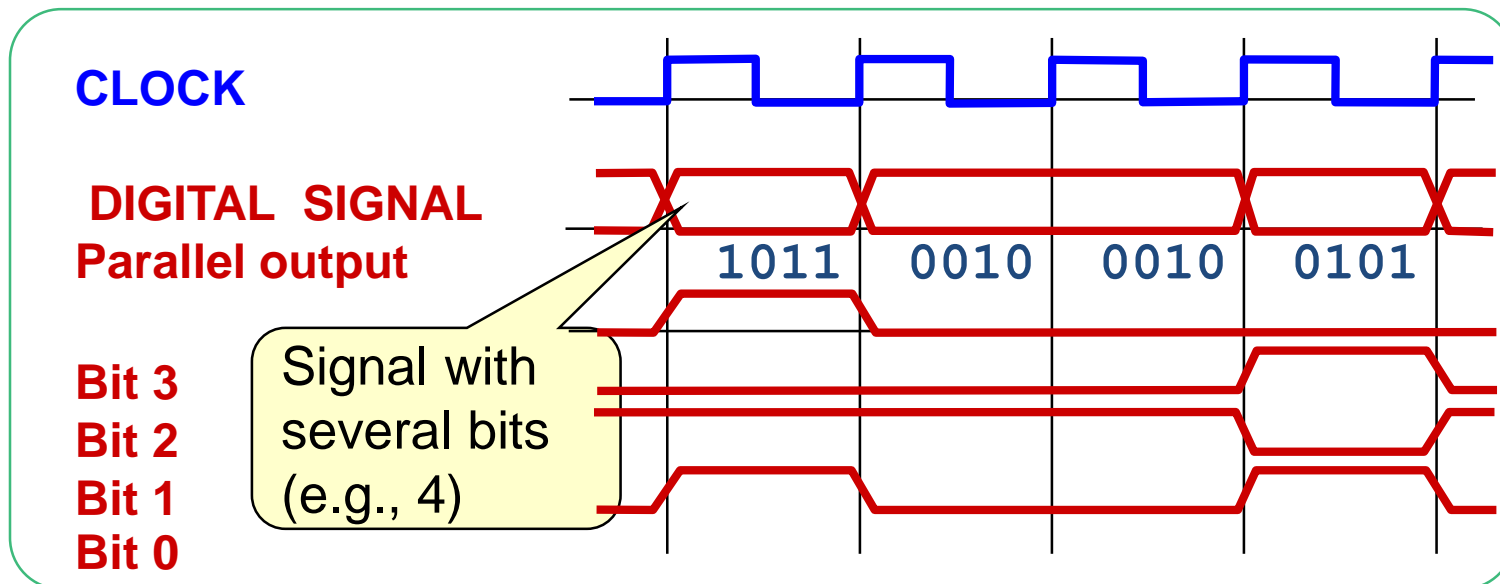 CLOCK
DIGITAL SIGNAL
Parallel output
1011 0010 0010 0101
Bit 3
Bit 2
Bit 1
Bit 0
Signal with
several bits
(e.g., 4)